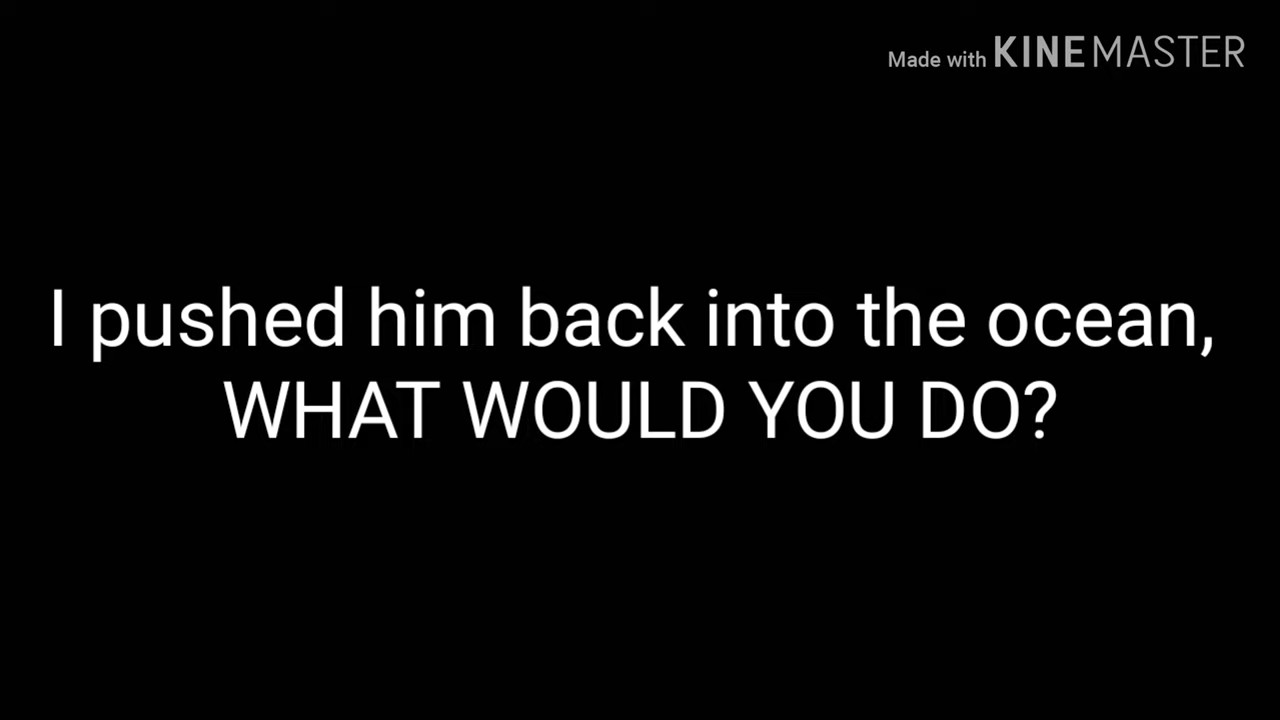 Made with KINEMASTER
I pushed him back into the ocean,
WHAT WOULD YOU DO?